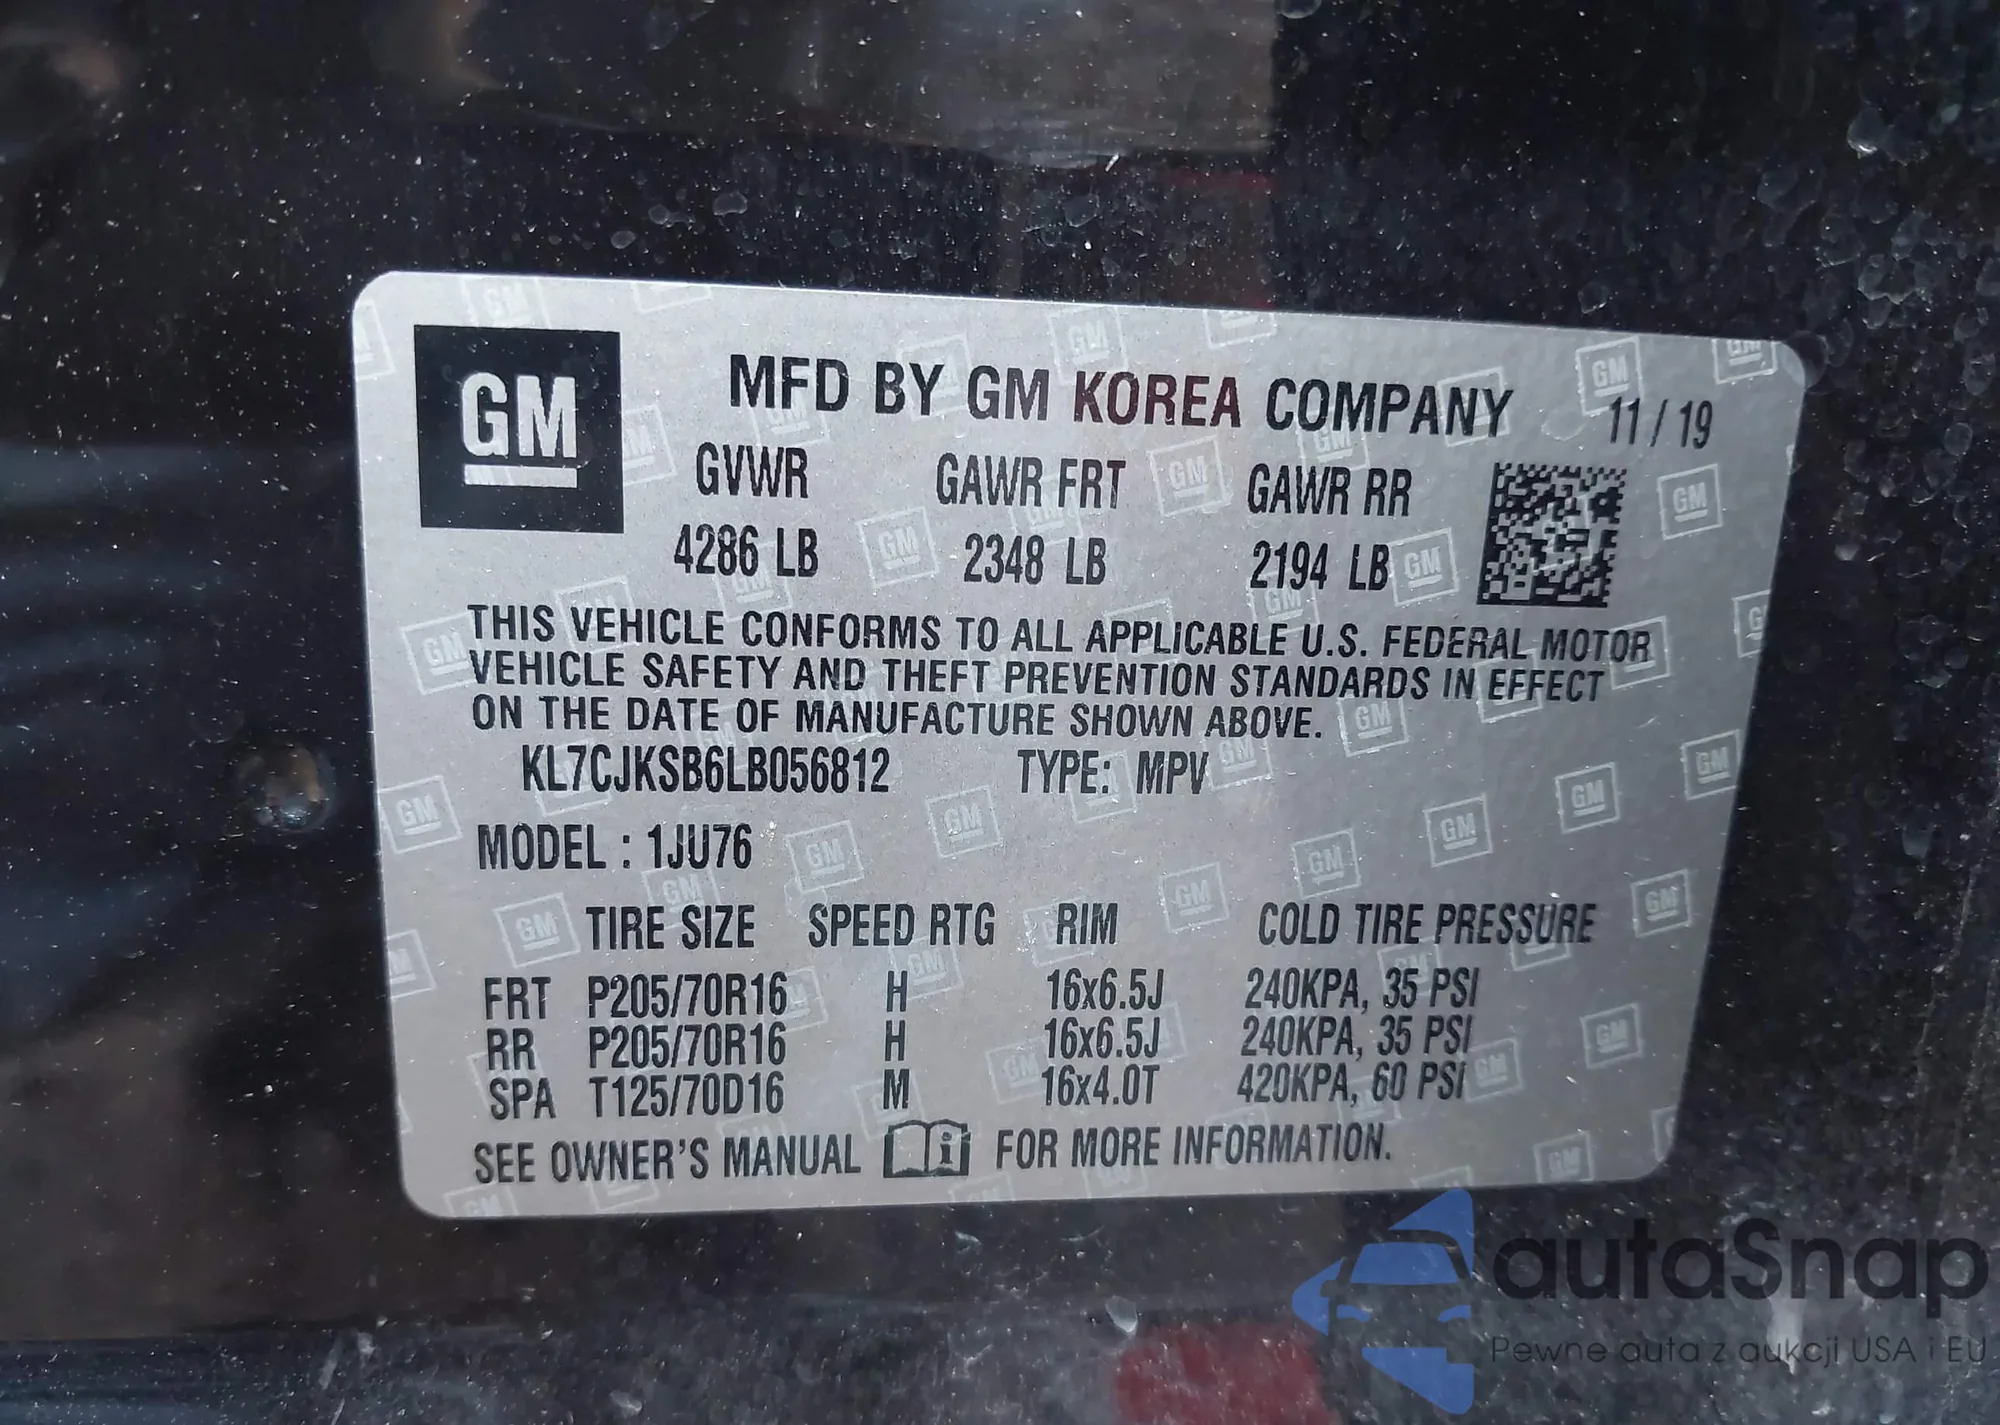 GM
MFD BY GM KOREA COMPANY 11 / 19
GVWR GAWR FRT GAWR RR
4286 LB 2348 LB 2194 LB
THIS VEHICLE CONFORMS TO ALL APPLICABLE U.S. FEDERAL MOTOR
VEHICLE SAFETY AND THEFT PREVENTION STANDARDS IN EFFECT
ON THE DATE OF MANUFACTURE SHOWN ABOVE.
KL7CJKSB6LB056812 TYPE: MPV
MODEL : 1JU76
TIRE SIZE SPEED RTG RIM COLD TIRE PRESSURE
FRT P205/70R16 H 16x6.5J 240KPA, 35 PSI
RR P205/70R16 H 16x6.5J 240KPA, 35 PSI
SPA T125/70D16 M 16x4.0T 420KPA, 60 PSI
SEE OWNER'S MANUAL i FOR MORE INFORMATION.
autaSnap
Pewne auta z aukcji USA i EU